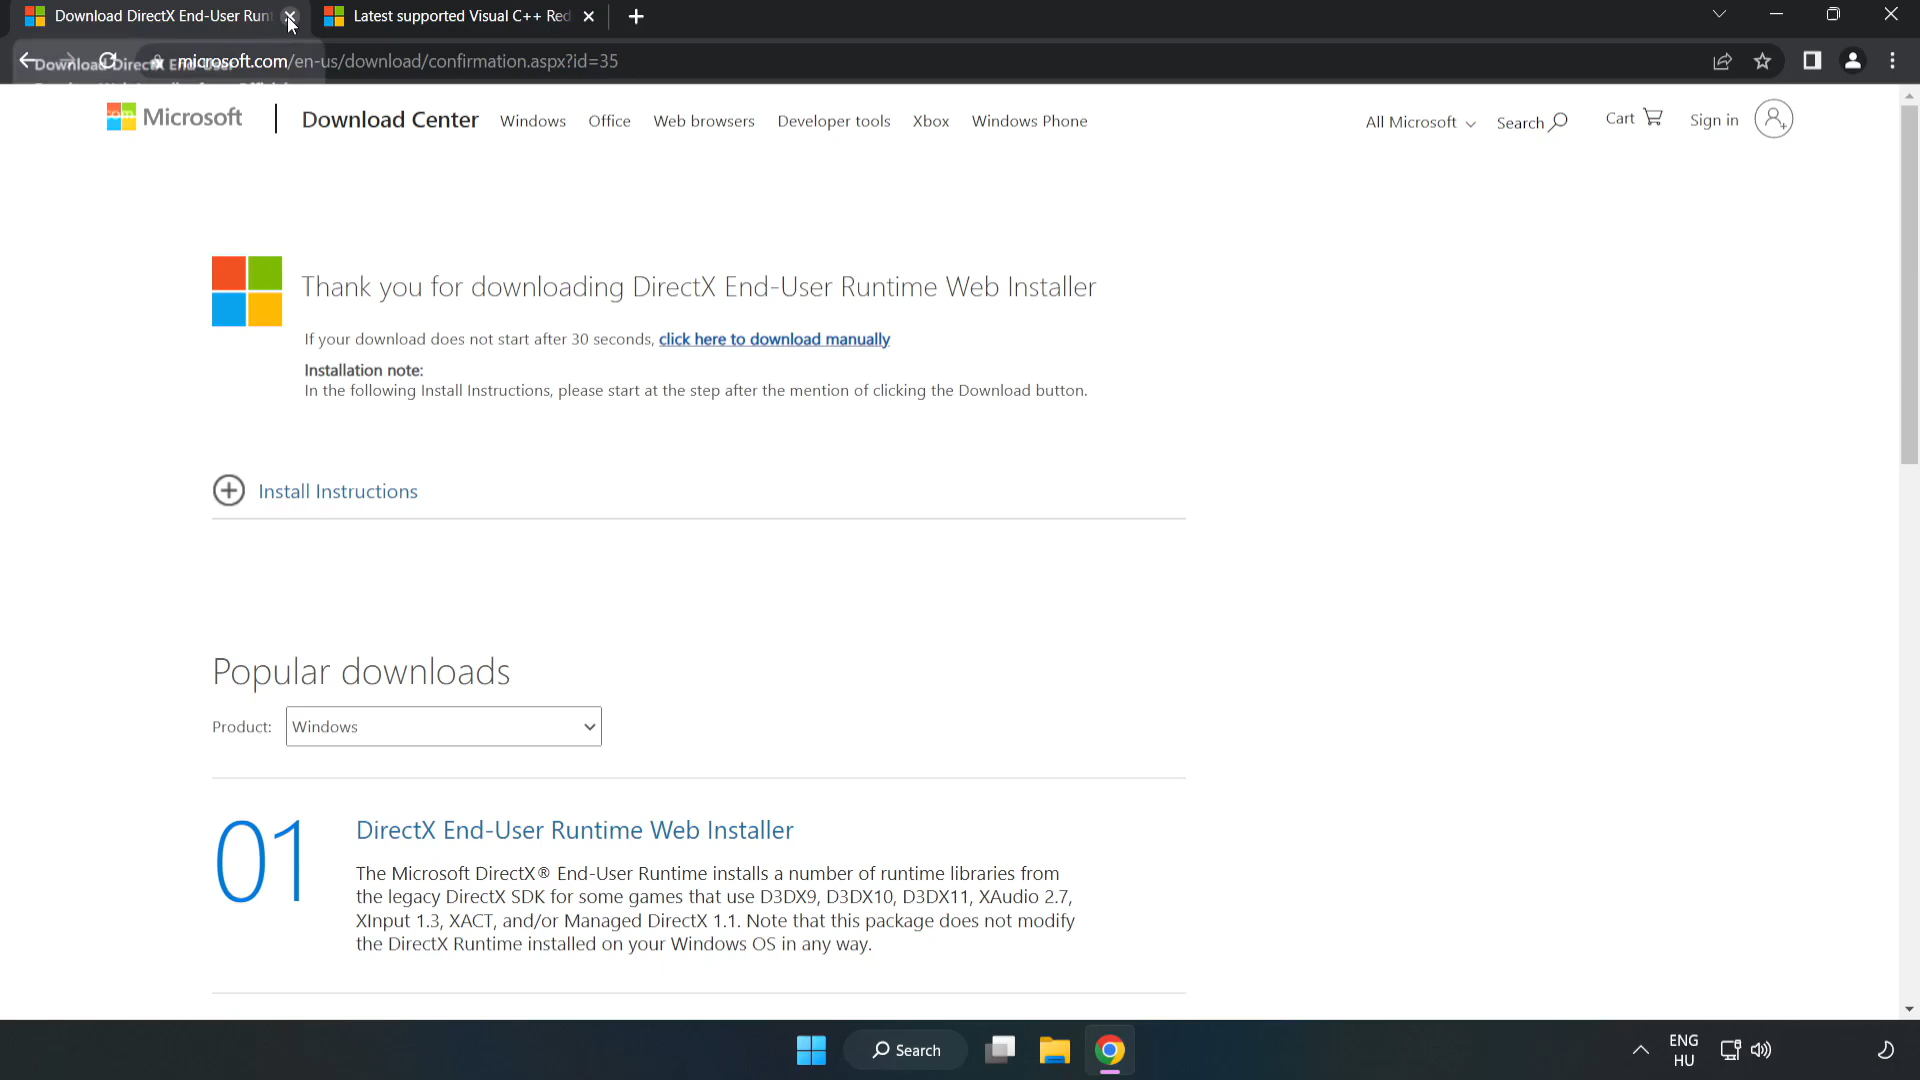 Download DirectX End-User Runt
Latest supported Visual C++ Red
microsoft.com/en-us/download/confirmation.aspx?id=35
Download DirectX End-User
Microsoft
Download Center
Windows
Office
Web browsers
Developer tools
Xbox
Windows Phone
All Microsoft
Search
Cart
Sign in
Thank you for downloading DirectX End-User Runtime Web Installer
If your download does not start after 30 seconds, click here to download manually
Installation note:
In the following Install Instructions, please start at the step after the mention of clicking the Download button.
Install Instructions
Popular downloads
Product: Windows
01
DirectX End-User Runtime Web Installer
The Microsoft DirectX® End-User Runtime installs a number of runtime libraries from
the legacy DirectX SDK for some games that use D3DX9, D3DX10, D3DX11, XAudio 2.7,
XInput 1.3, XACT, and/or Managed DirectX 1.1. Note that this package does not modify
the DirectX Runtime installed on your Windows OS in any way.
Search
ENG
HU